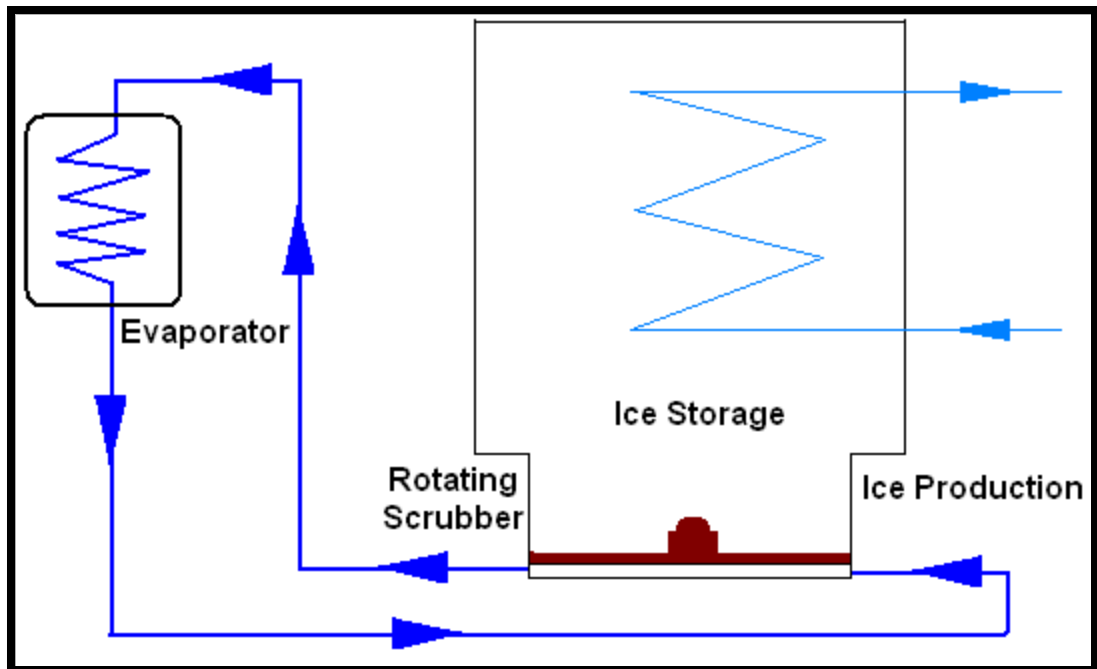 Evaporator
Ice Storage
Rotating
Scrubber
Ice Production